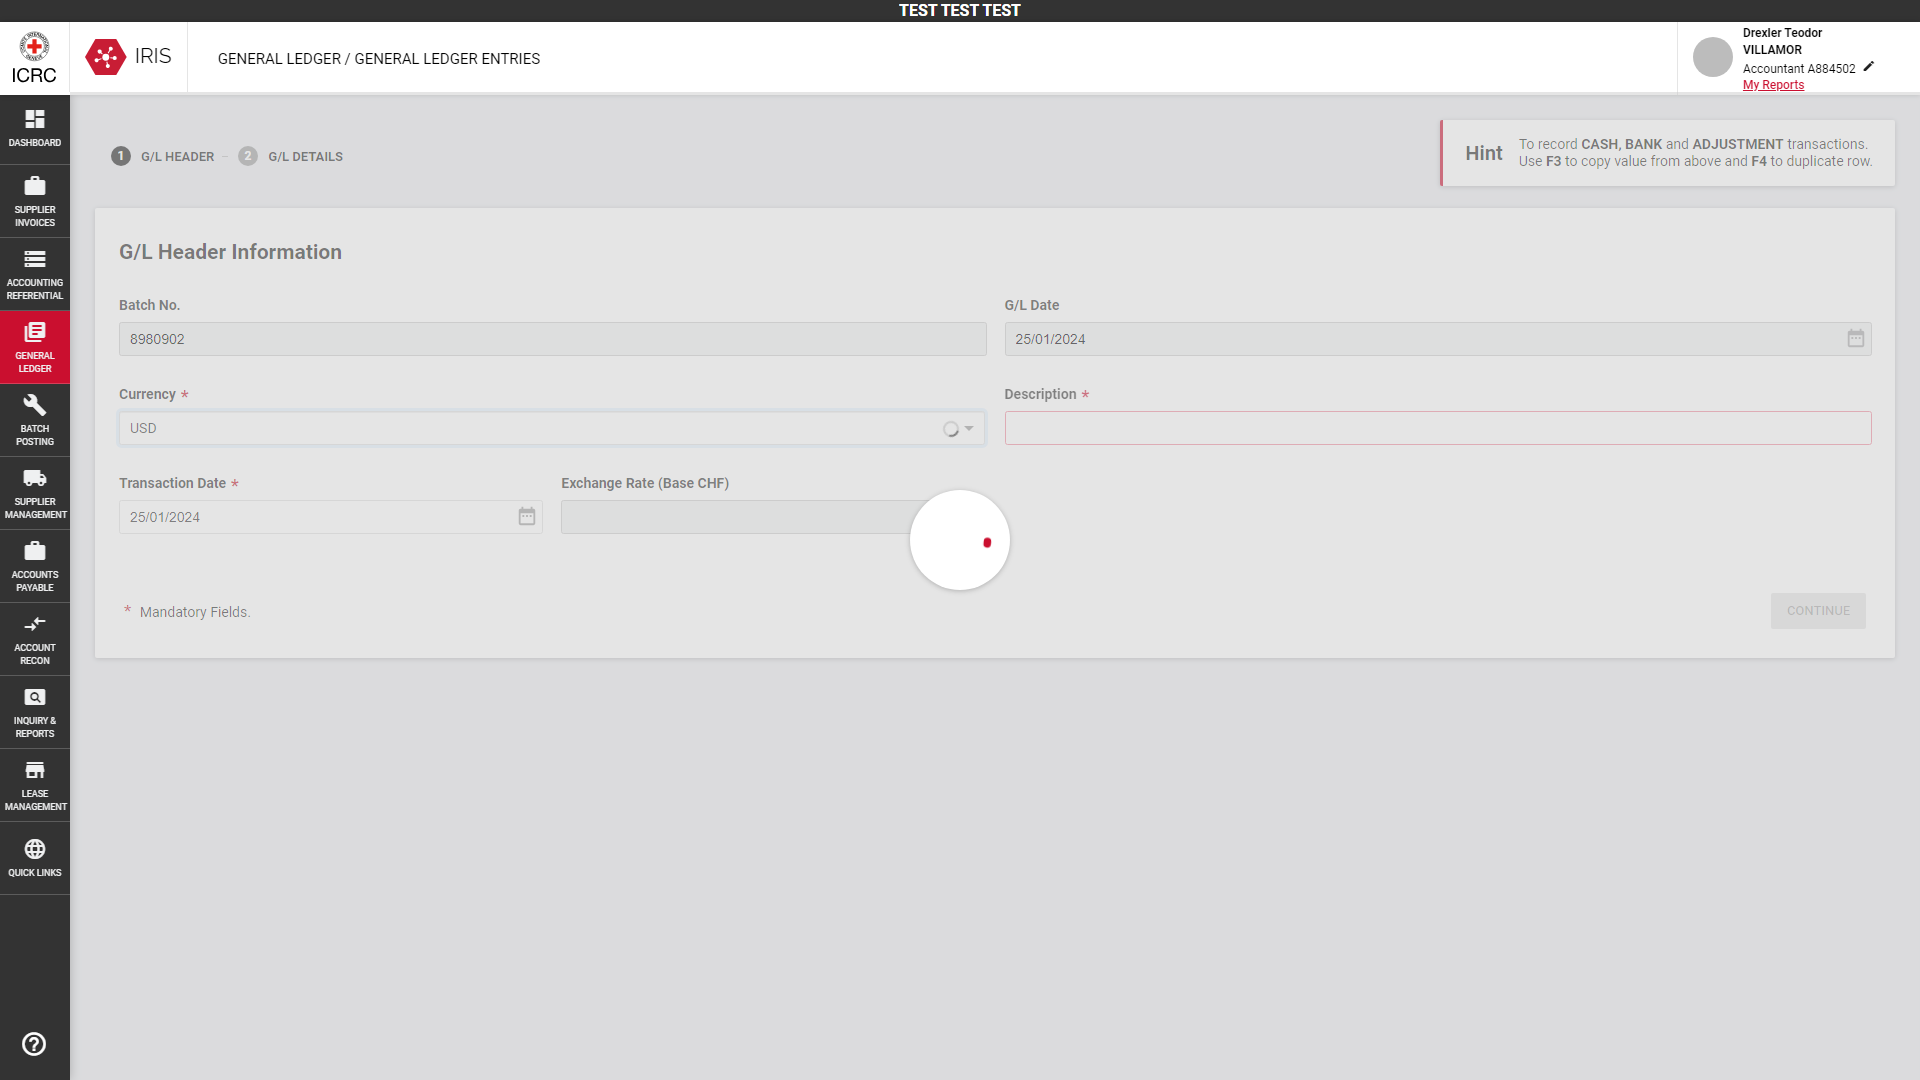 TEST TEST TEST
ICRC
IRIS
GENERAL LEDGER / GENERAL LEDGER ENTRIES
Drexler Teodor
VILLAMOR
Accountant A884502
My Reports
DASHBOARD
SUPPLIER
INVOICES
ACCOUNTING
REFERENTIAL
GENERAL
LEDGER
BATCH
POSTING
SUPPLIER
MANAGEMENT
ACCOUNTS
PAYABLE
ACCOUNT
RECON
INQUIRY &
REPORTS
LEASE
MANAGEMENT
QUICK LINKS
1 G/L HEADER 2 G/L DETAILS
Hint
To record CASH, BANK and ADJUSTMENT transactions.
Use F3 to copy value from above and F4 to duplicate row.
G/L Header Information
Batch No.
8980902
G/L Date
25/01/2024
Currency *
USD
Description *
Transaction Date *
25/01/2024
Exchange Rate (Base CHF)
* Mandatory Fields.
CONTINUE